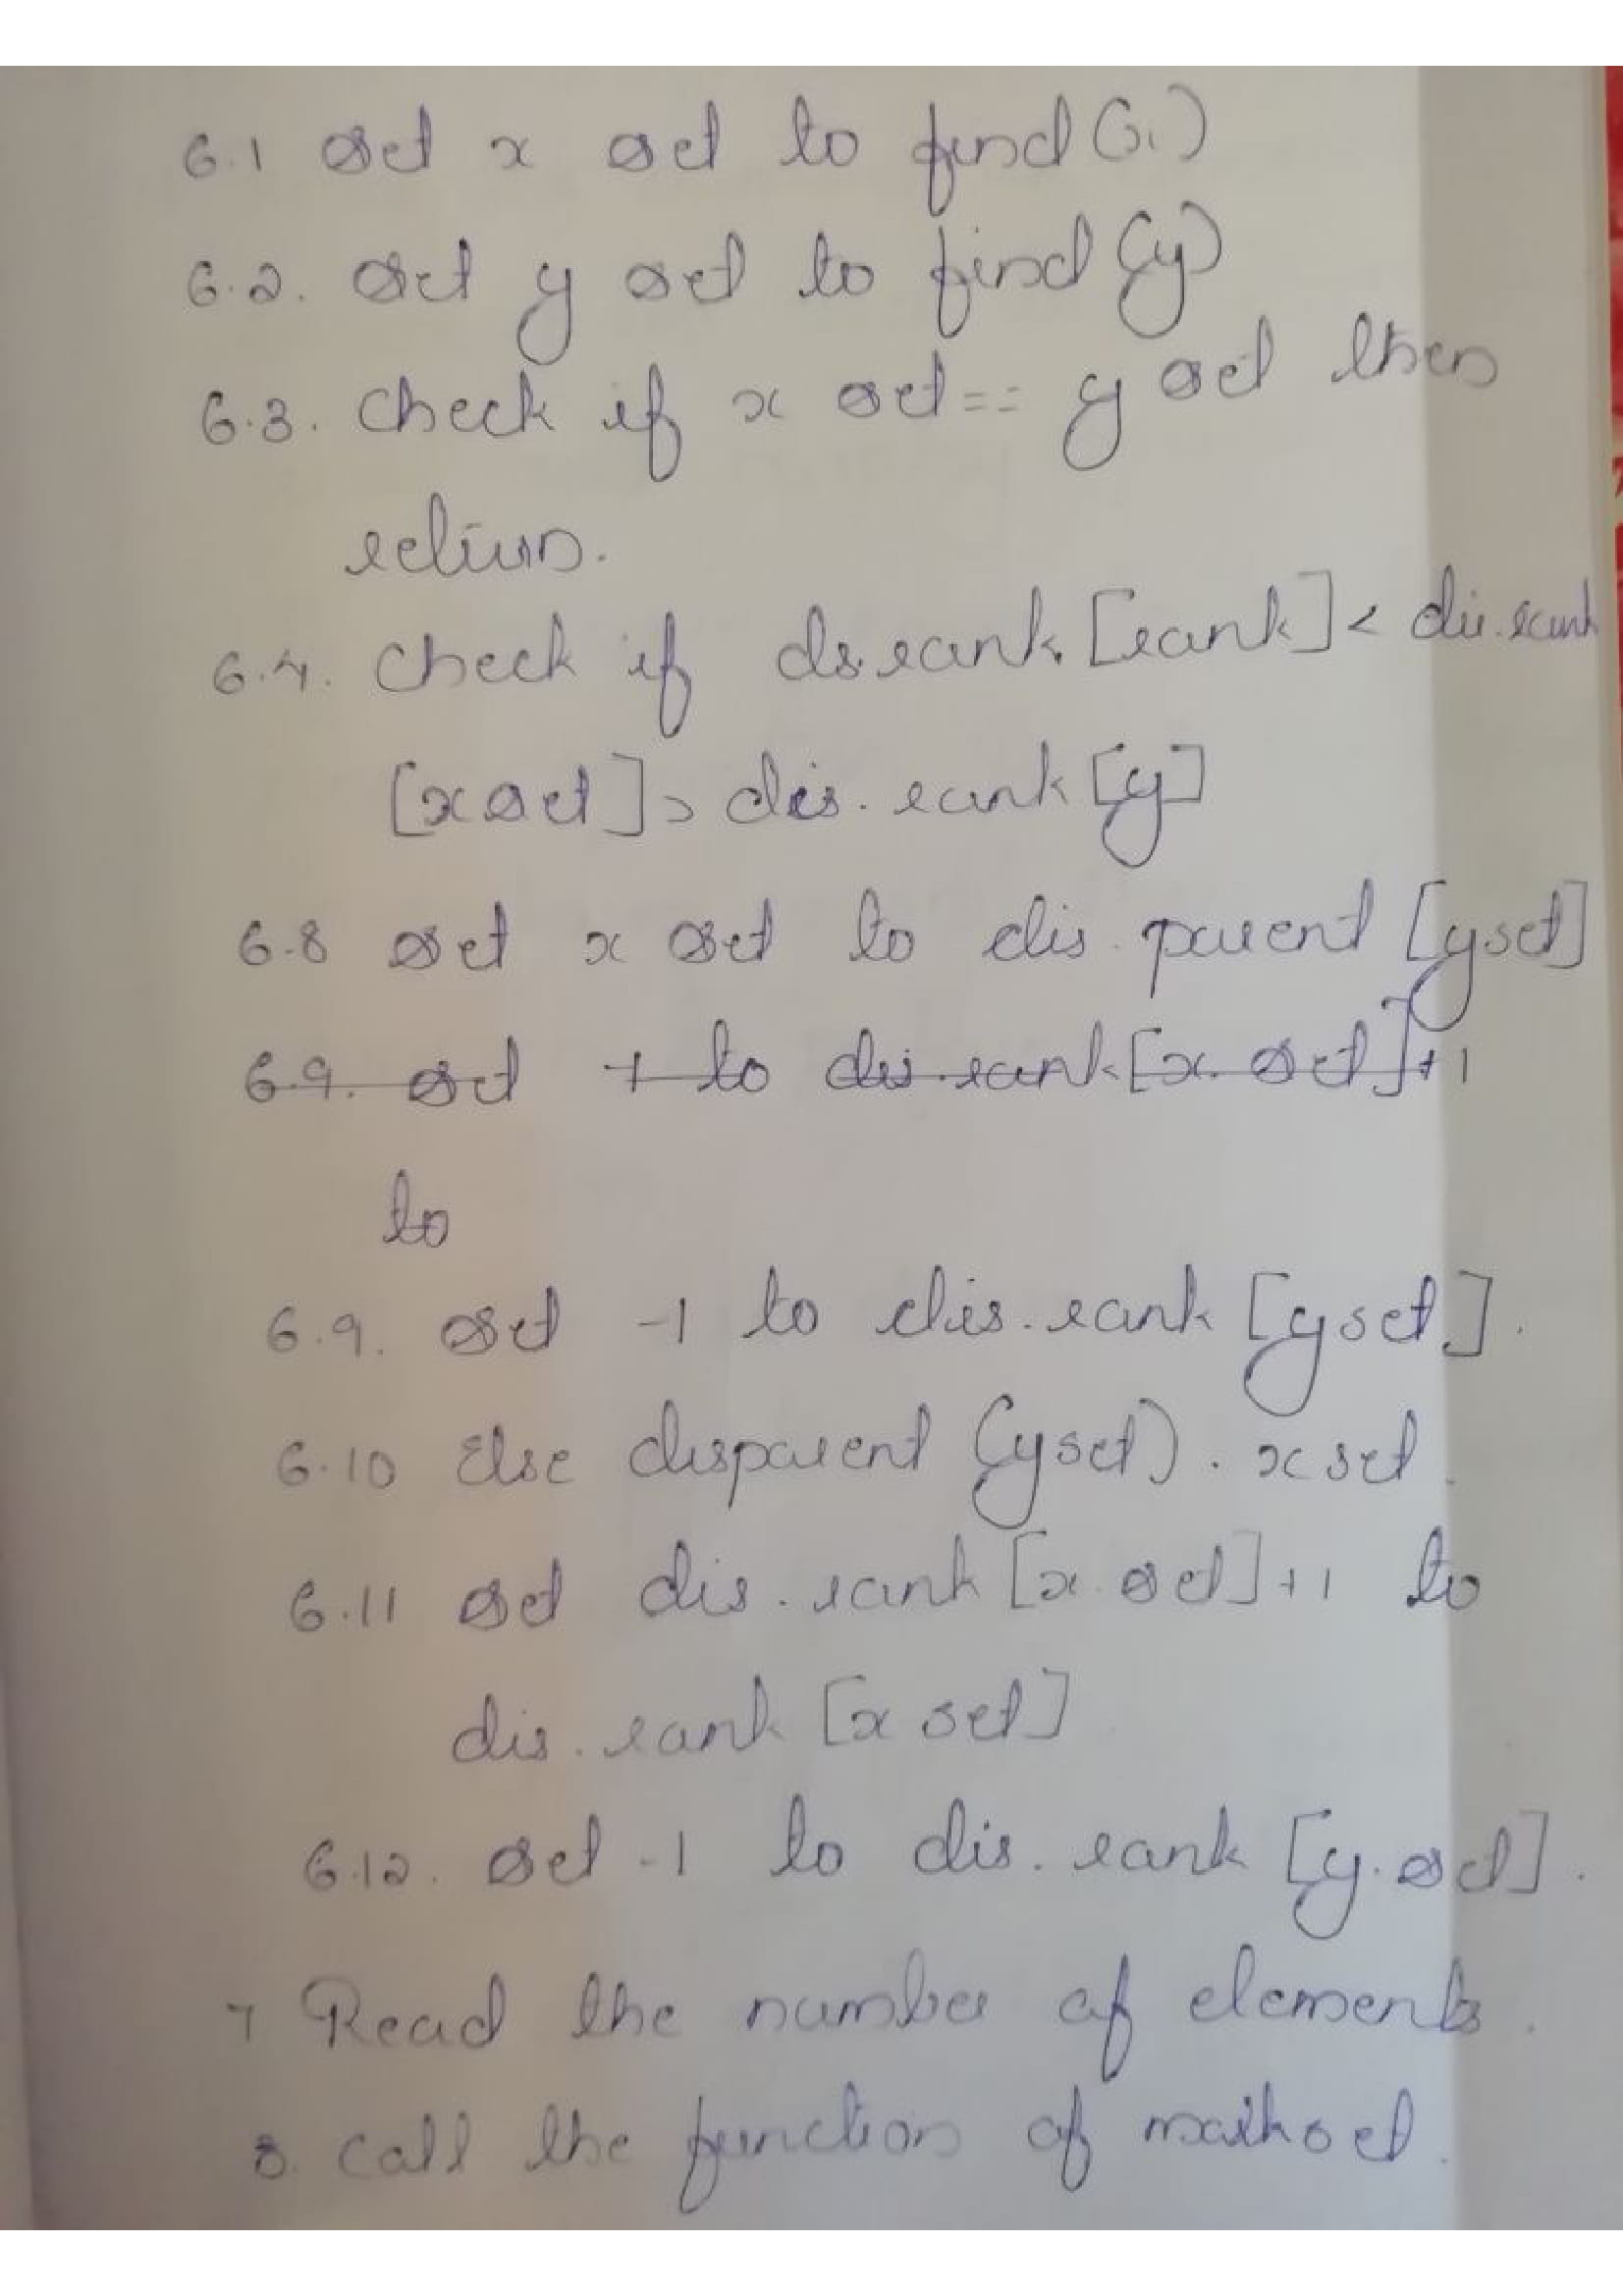 6.1 set x set to find(i.)
6.2. set y set to find(y)
6.3. check if x set == y set then
return.
6.4. check if ds.rank.[rank] < dis.rank
[x set] > dis. rank [y]
6.8 set x set to dis. parent [yset]
6.9. set + to dis.rank [x. set] +1
to
6.9. set -1 to dis.rank [yset].
6.10 Else disparent (yset). xset.
6.11 set dis. rank [x. set] +1 to
dis. rank [x set]
6.12. set -1 to dis. rank [y. set].
7 Read the number of elements.
8. call the function of